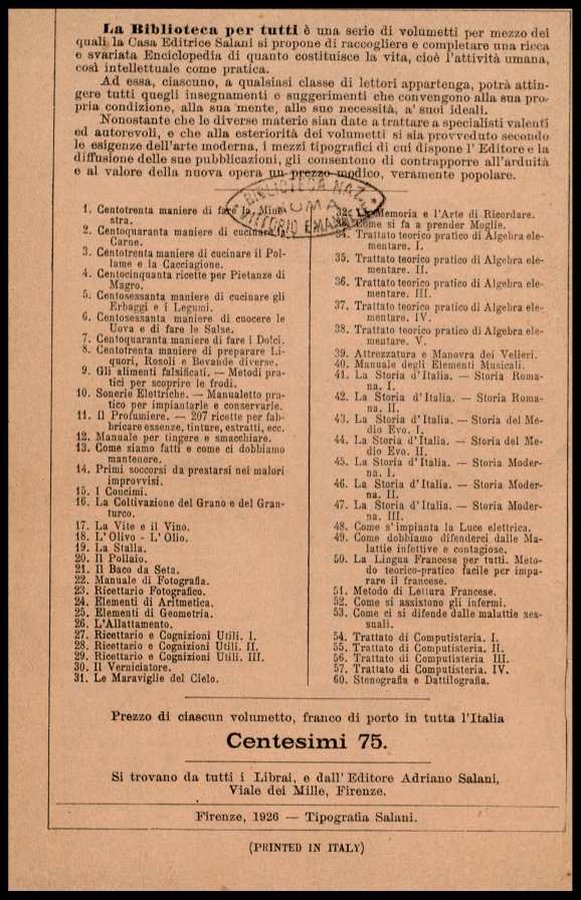 La Biblioteca per tutti è una serie di volumetti per mezzo dei
quali la Casa Editrice Salani si propone di raccogliere e completare una ricca
e svariata Enciclopedia di quanto costituisce la vita, cioè l'attività umana,
così intellettuale come pratica.
Ad essa, ciascuno, a qualsiasi classe di lettori appartenga, potrà attin-
gere tutti quegli insegnamenti e suggerimenti che convengono alla sua pro-
pria condizione, alla sua mente, alle sue necessità, a' suoi ideali.
Nonostante che le diverse materie sian date a trattare a specialisti valenti
ed autorevoli, e che alla esteriorità dei volumetti si sia provveduto secondo
le esigenze dell'arte moderna, i mezzi tipografici di cui dispone l'Editore e la
diffusione delle sue pubblicazioni, gli consentono di contrapporre all'arduità
e al valore della nuova opera un prezzo modico, veramente popolare.
BIBLIOTECA NAZ.
ROMA
VITTORIO EMANUELE
1. Centotrenta maniere di fare la Mine-
stra.
2. Centoquaranta maniere di cucinare la
Carne.
3. Centotrenta maniere di cucinare il Pol-
lame e la Cacciagione.
4. Centocinquanta ricette per Pietanze di
Magro.
5. Centosessanta maniere di cucinare gli
Erbaggi e i Legumi.
6. Centosessanta maniere di cuocere le
Uova e di fare le Salse.
7. Centoquaranta maniere di fare i Dolci.
8. Centotrenta maniere di preparare Li-
quori, Rosoli e Bevande diverse.
9. Gli alimenti falsificati. — Metodi pra-
tici per scoprire le frodi.
10. Sonerie Elettriche. — Manualetto pra-
tico per impiantarle e conservarle.
11. Il Profumiere. — 207 ricette per fab-
bricare essenze, tinture, estratti, ecc.
12. Manuale per tingere e smacchiare.
13. Come siamo fatti e come ci dobbiamo
mantenere.
14. Primi soccorsi da prestarsi nei malori
improvvisi.
15. I Concimi.
16. La Coltivazione del Grano e del Gran-
turco.
17. La Vite e il Vino.
18. L'Olivo - L'Olio.
19. La Stalla.
20. Il Pollaio.
21. Il Baco da Seta.
22. Manuale di Fotografia.
23. Ricettario Fotografico.
24. Elementi di Aritmetica.
25. Elementi di Geometria.
26. L'Allattamento.
27. Ricettario e Cognizioni Utili. I.
28. Ricettario e Cognizioni Utili. II.
29. Ricettario e Cognizioni Utili. III.
30. Il Verniciatore.
31. Le Maraviglie del Cielo.
32. La Memoria e l'Arte di Ricordare.
33. Come si fa a prender Moglie.
34. Trattato teorico pratico di Algebra ele-
mentare. I.
35. Trattato teorico pratico di Algebra ele-
mentare. II.
36. Trattato teorico pratico di Algebra ele-
mentare. III.
37. Trattato teorico pratico di Algebra ele-
mentare. IV.
38. Trattato teorico pratico di Algebra ele-
mentare. V.
39. Attrezzatura e Manovra dei Velieri.
40. Manuale degli Elementi Musicali.
41. La Storia d'Italia. — Storia Roma-
na. I.
42. La Storia d'Italia. — Storia Roma-
na. II.
43. La Storia d'Italia. — Storia del Me-
dio Evo. I.
44. La Storia d'Italia. — Storia del Me-
dio Evo. II.
45. La Storia d'Italia. — Storia Moder-
na. I.
46. La Storia d'Italia. — Storia Moder-
na. II.
47. La Storia d'Italia. — Storia Moder-
na. III.
48. Come s'impianta la Luce elettrica.
49. Come dobbiamo difenderci dalle Ma-
lattie infettive e contagiose.
50. La Lingua Francese per tutti. Meto-
do teorico-pratico facile per impa-
rare il francese.
51. Metodo di Lettura Francese.
52. Come si assistono gli infermi.
53. Come ci si difende dalle malattie ses-
suali.
54. Trattato di Computisteria. I.
55. Trattato di Computisteria. II.
56. Trattato di Computisteria III.
57. Trattato di Computisteria. IV.
60. Stenografia e Dattilografia.
Prezzo di ciascun volumetto, franco di porto in tutta l'Italia
Centesimi 75.
Si trovano da tutti i Librai, e dall'Editore Adriano Salani,
Viale dei Mille, Firenze.
Firenze, 1926 — Tipografia Salani.
(PRINTED IN ITALY)